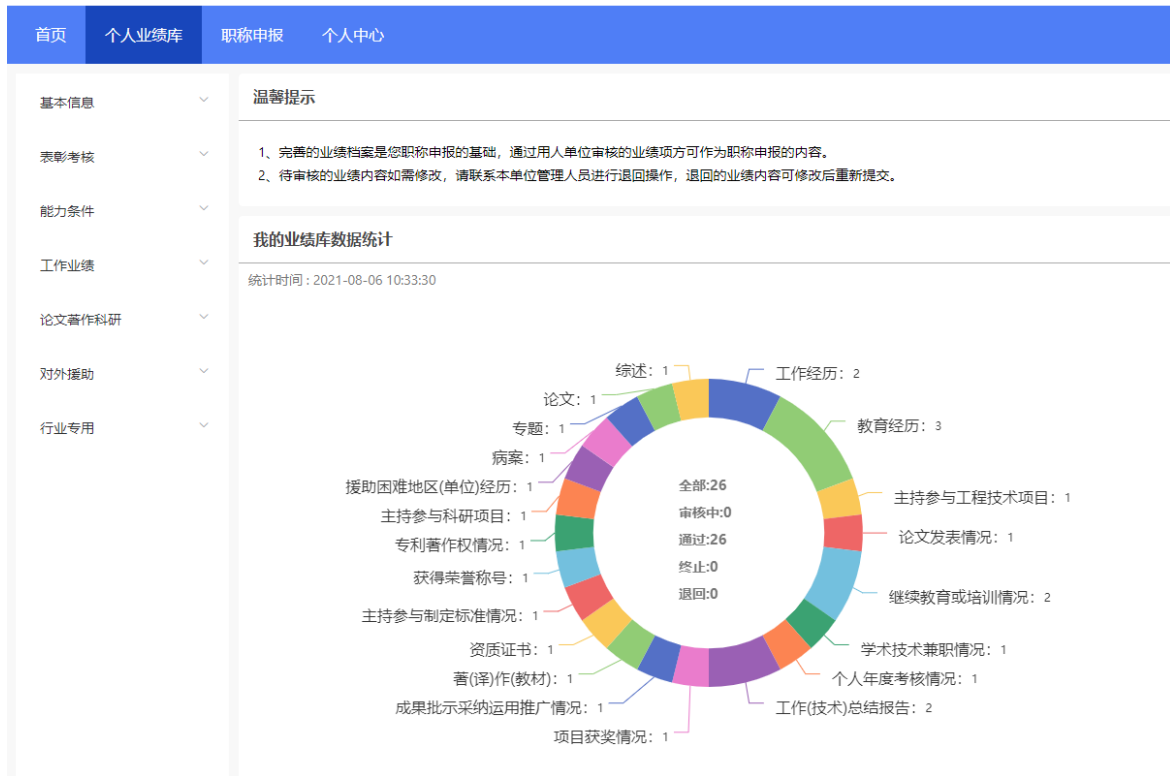 首页 个人业绩库 职称申报 个人中心
基本信息
表彰考核
能力条件
工作业绩
论文著作科研
对外援助
行业专用
温馨提示
1、完善的业绩档案是您职称申报的基础，通过用人单位审核的业绩项方可作为职称申报的内容。
2、待审核的业绩内容如需修改，请联系本单位管理人员进行退回操作，退回的业绩内容可修改后重新提交。
我的业绩库数据统计
统计时间 : 2021-08-06 10:33:30
工作经历：2
教育经历：3
主持参与工程技术项目：1
论文发表情况：1
继续教育或培训情况：2
学术技术兼职情况：1
个人年度考核情况：1
工作(技术)总结报告：2
项目获奖情况：1
成果批示采纳运用推广情况：1
著(译)作(教材)：1
资质证书：1
主持参与制定标准情况：1
获得荣誉称号：1
专利著作权情况：1
主持参与科研项目：1
援助困难地区(单位)经历：1
病案：1
专题：1
论文：1
综述：1
全部:26
审核中:0
通过:26
终止:0
退回:0